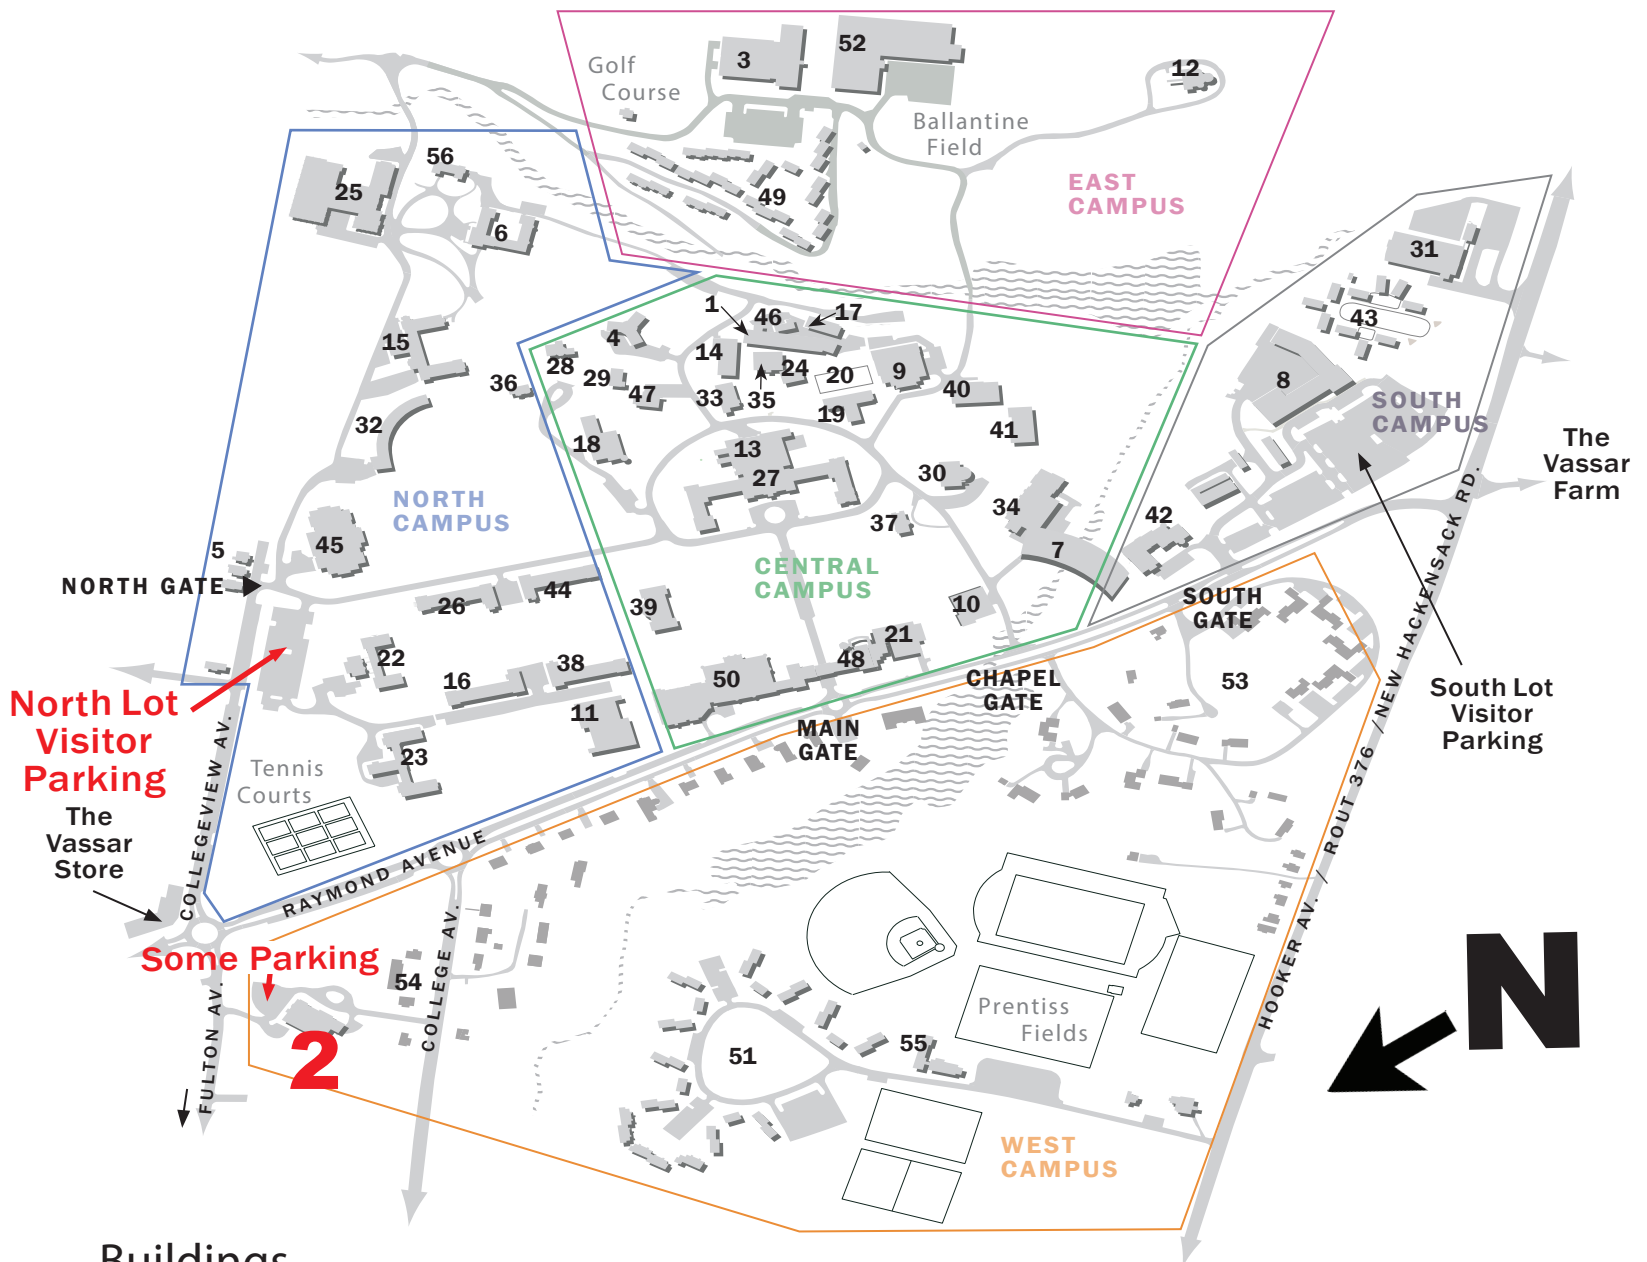 3
52
12
Golf
Course
Ballantine
Field
56
25
6
49
EAST
CAMPUS
31
43
1
46
17
4
14
15
28
24
20
9
36
29
47
33
35
19
40
8
SOUTH
CAMPUS
32
18
13
41
The
Vassar
Farm
27
30
NORTH
CAMPUS
34
42
37
5
45
7
NORTH GATE
CENTRAL
CAMPUS
44
26
39
10
SOUTH
GATE
22
21
48
16
38
50
CHAPEL
GATE
53
North Lot
Visitor
Parking
11
MAIN
GATE
South Lot
Visitor
Parking
23
Tennis
Courts
The
Vassar
Store
COLLEGEVIEW AV.
RAYMOND AVENUE
HOOKER AV. / ROUT 376 / NEW HACKENSACK RD.
Some Parking
54
COLLEGE AV.
FULTON AV.
2
Prentiss
Fields
51
55
N
WEST
CAMPUS
Buildings